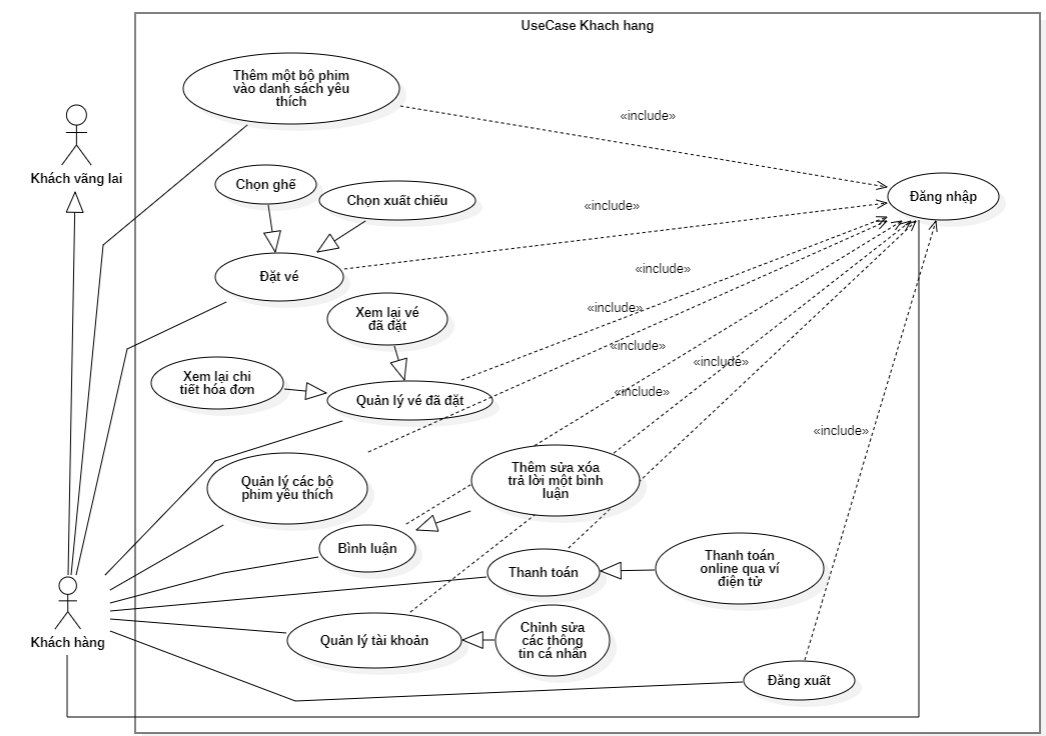 UseCase Khach hang
Thêm một bộ phim
vào danh sách yêu
thích
«include»
Khách vãng lai
Chọn ghế
Chọn xuất chiếu
Đăng nhập
«include»
Đặt vé
«include»
Xem lại vé
đã đặt
«include»
«include»
«include»
Xem lại chi
tiết hóa đơn
Quản lý vé đã đặt
«include»
«include»
Quản lý các bộ
phim yêu thích
Thêm sửa xóa
trả lời một bình
luận
Bình luận
Thanh toán
Thanh toán
online qua ví
điện tử
Khách hàng
Quản lý tài khoản
Chỉnh sửa
các thông
tin cá nhân
Đăng xuất